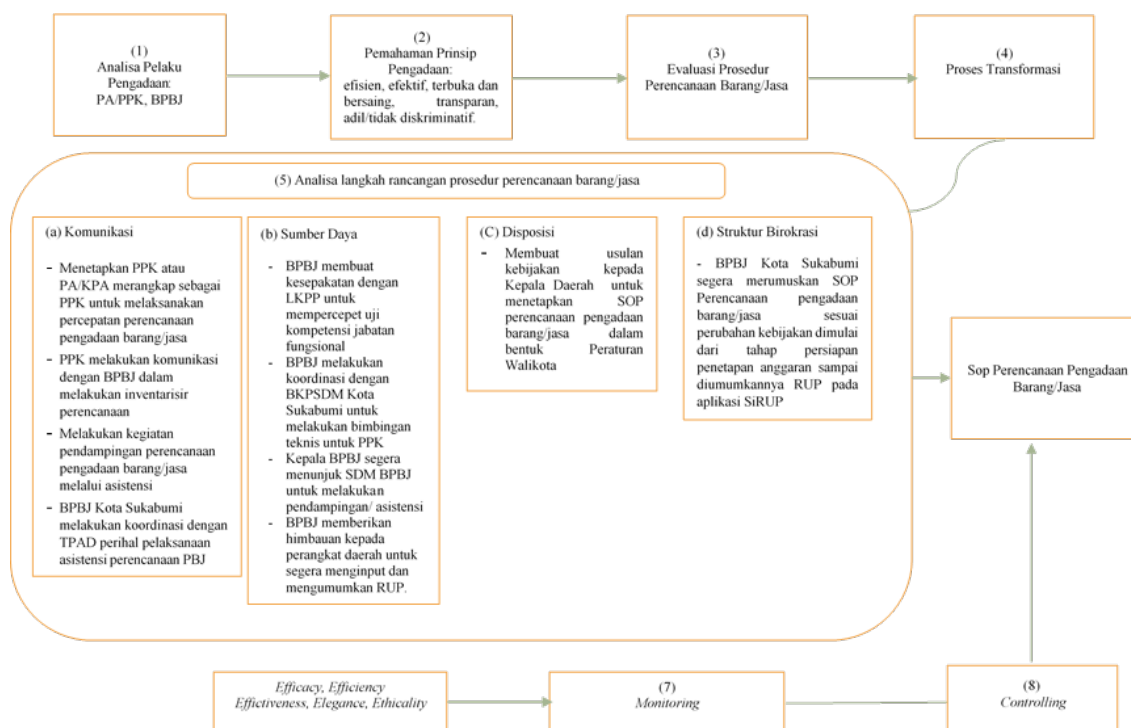 (1)
Analisa Pelaku
Pengadaan:
PA/PPK, BPBJ
(2)
Pemahaman Prinsip
Pengadaan:
efisien, efektif, terbuka dan
bersaing, transparan,
adil/tidak diskriminatif.
(3)
Evaluasi Prosedur
Perencanaan Barang/Jasa
(4)
Proses Transformasi
(5) Analisa langkah rancangan prosedur perencanaan barang/jasa
(a) Komunikasi
- Menetapkan PPK atau
PA/KPA merangkap sebagai
PPK untuk melaksanakan
percepatan perencanaan
pengadaan barang/jasa
- PPK melakukan komunikasi
dengan BPBJ dalam
melakukan inventarisir
perencanaan
- Melakukan kegiatan
pendampingan perencanaan
pengadaan barang/jasa
melalui asistensi
- BPBJ Kota Sukabumi
melakukan koordinasi dengan
TPAD perihal pelaksanaan
asistensi perencanaan PBJ
(b) Sumber Daya
- BPBJ membuat
kesepakatan dengan
LKPP untuk
mempercepet uji
kompetensi jabatan
fungsional
- BPBJ melakukan
koordinasi dengan
BKPSDM Kota
Sukabumi untuk
melakukan bimbingan
teknis untuk PPK
- Kepala BPBJ segera
menunjuk SDM BPBJ
untuk melakukan
pendampingan/ asistensi
- BPBJ memberikan
himbauan kepada
perangkat daerah untuk
segera menginput dan
mengumumkan RUP.
(C) Disposisi
- Membuat usulan
kebijakan kepada
Kepala Daerah untuk
menetapkan SOP
perencanaan pengadaan
barang/jasa dalam
bentuk Peraturan
Walikota
(d) Struktur Birokrasi
- BPBJ Kota Sukabumi
segera merumuskan SOP
Perencanaan pengadaan
barang/jasa sesuai
perubahan kebijakan dimulai
dari tahap persiapan
penetapan anggaran sampai
diumumkannya RUP pada
aplikasi SiRUP
Sop Perencanaan Pengadaan
Barang/Jasa
Efficacy, Efficiency
Effictiveness, Elegance, Ethicality
(7)
Monitoring
(8)
Controlling